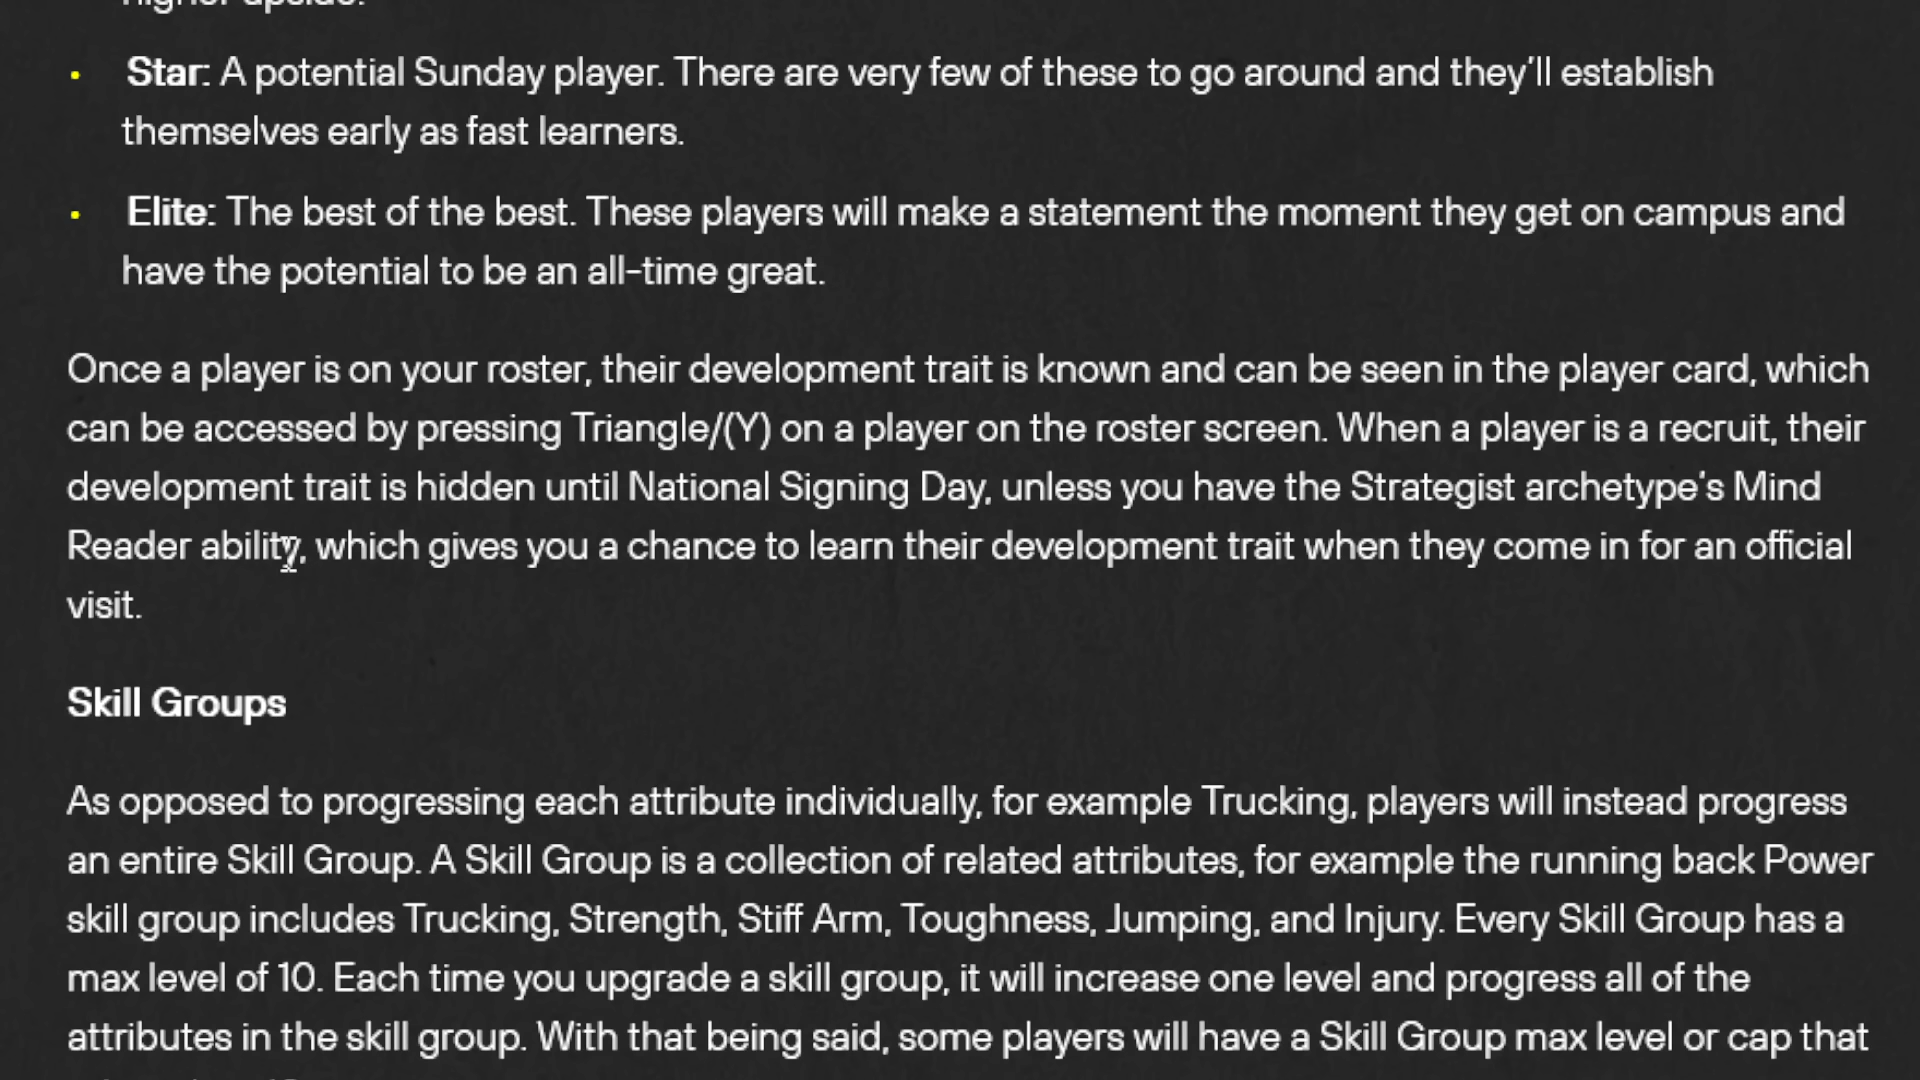 higher upside.
• Star: A potential Sunday player. There are very few of these to go around and they'll establish
themselves early as fast learners.
• Elite: The best of the best. These players will make a statement the moment they get on campus and
have the potential to be an all-time great.
Once a player is on your roster, their development trait is known and can be seen in the player card, which
can be accessed by pressing Triangle/(Y) on a player on the roster screen. When a player is a recruit, their
development trait is hidden until National Signing Day, unless you have the Strategist archetype's Mind
Reader ability, which gives you a chance to learn their development trait when they come in for an official
visit.
Skill Groups
As opposed to progressing each attribute individually, for example Trucking, players will instead progress
an entire Skill Group. A Skill Group is a collection of related attributes, for example the running back Power
skill group includes Trucking, Strength, Stiff Arm, Toughness, Jumping, and Injury. Every Skill Group has a
max level of 10. Each time you upgrade a skill group, it will increase one level and progress all of the
attributes in the skill group. With that being said, some players will have a Skill Group max level or cap that